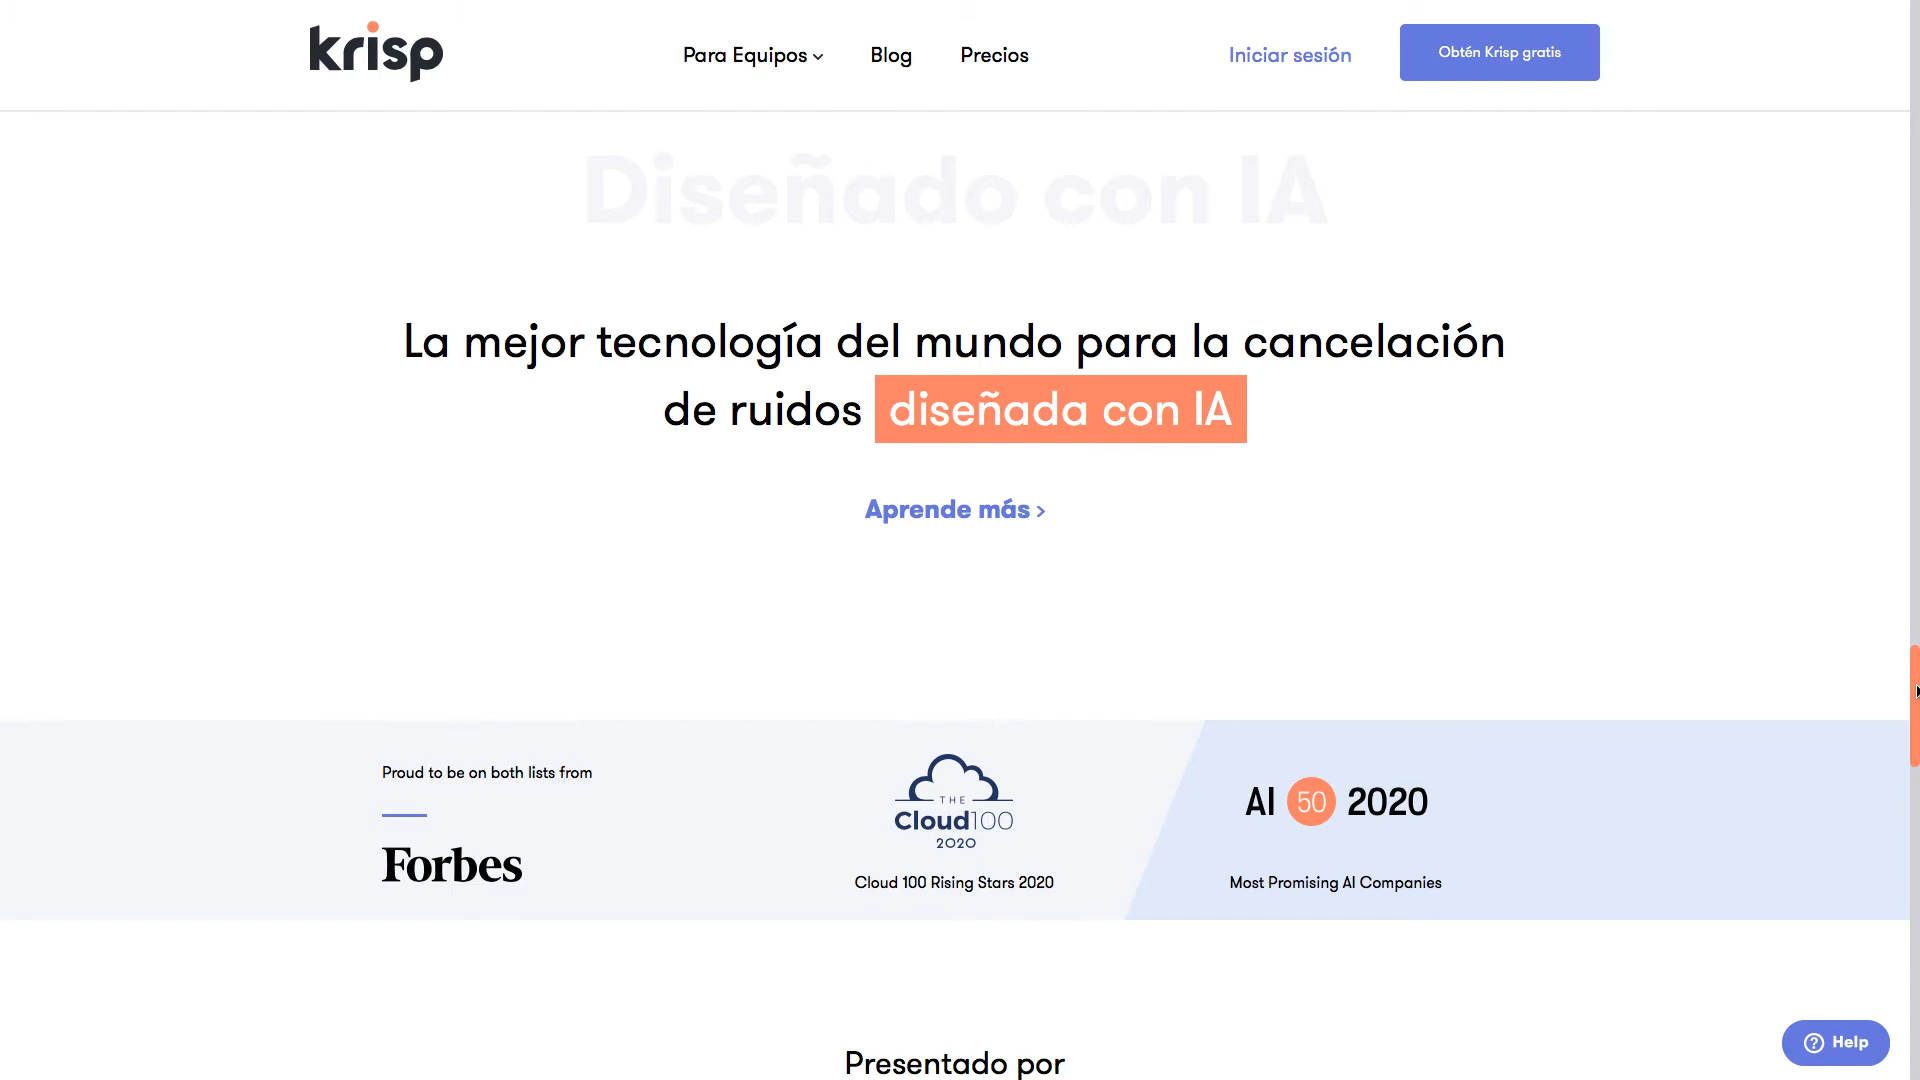 krisp
Para Equipos
Blog
Precios
Iniciar sesión
Obtén Krisp gratis
Diseñado con IA
La mejor tecnología del mundo para la cancelación
de ruidos diseñada con IA
Aprende más >
Proud to be on both lists from
Forbes
THE
Cloud100
2020
Cloud 100 Rising Stars 2020
AI 50 2020
Most Promising AI Companies
Presentado por
? Help